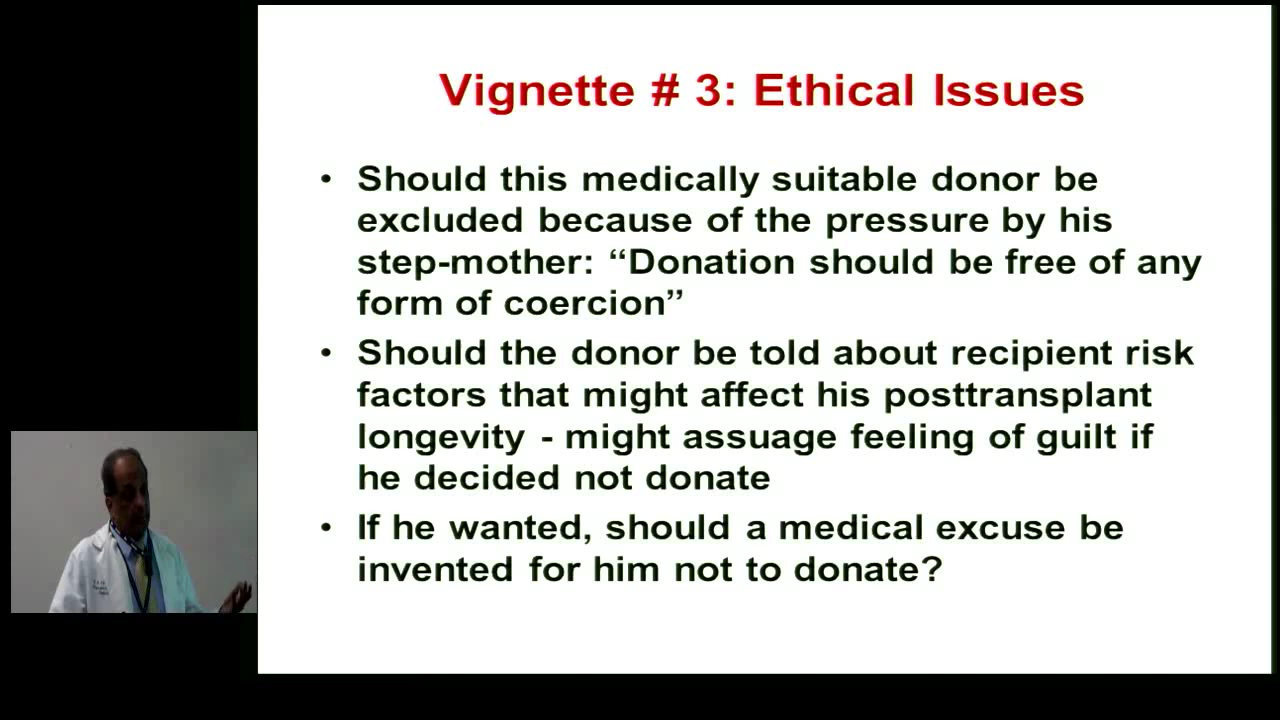 Vignette # 3: Ethical Issues
• Should this medically suitable donor be
excluded because of the pressure by his
step-mother: “Donation should be free of any
form of coercion”
• Should the donor be told about recipient risk
factors that might affect his posttransplant
longevity - might assuage feeling of guilt if
he decided not donate
• If he wanted, should a medical excuse be
invented for him not to donate?